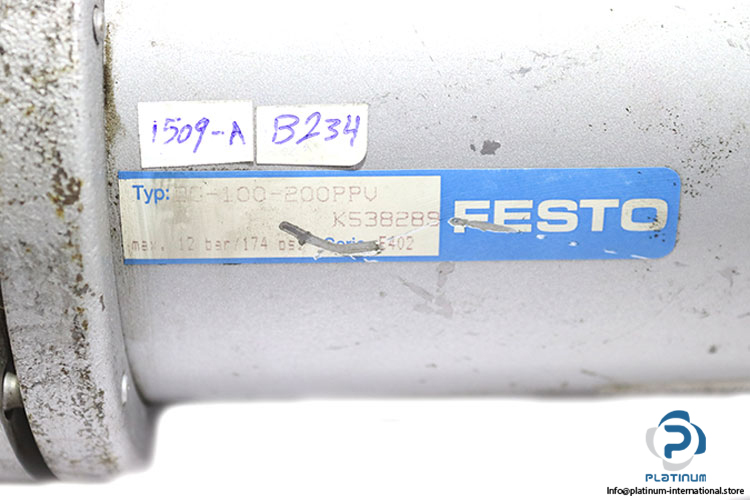 1509-A
B234
Typ: DG-100-200PPV
K538289
max. 12 bar/174 psi Serie: E402
FESTO
PLATINUM
Info@platinum-international.store